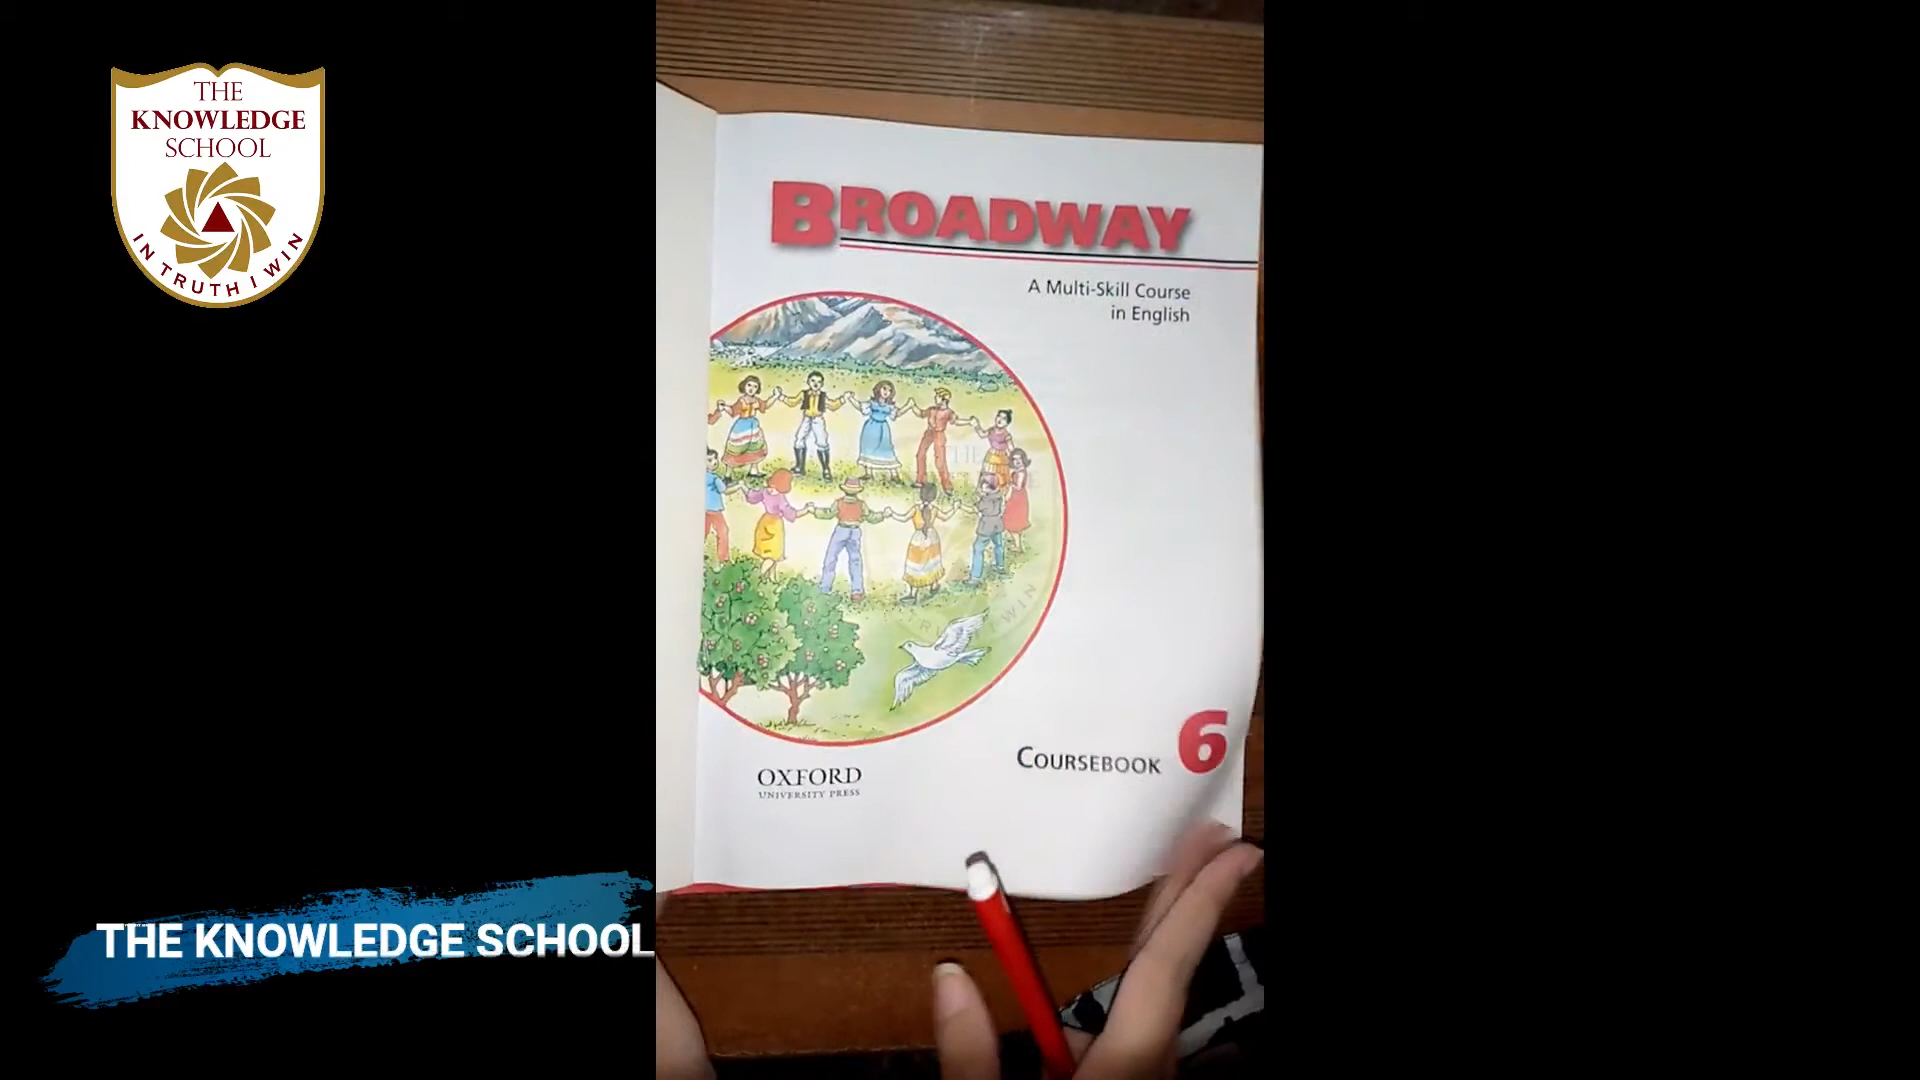 THE
KNOWLEDGE
SCHOOL
IN TRUTH I WIN
BROADWAY
A Multi-Skill Course
in English
COURSEBOOK 6
OXFORD
UNIVERSITY PRESS
THE KNOWLEDGE SCHOOL